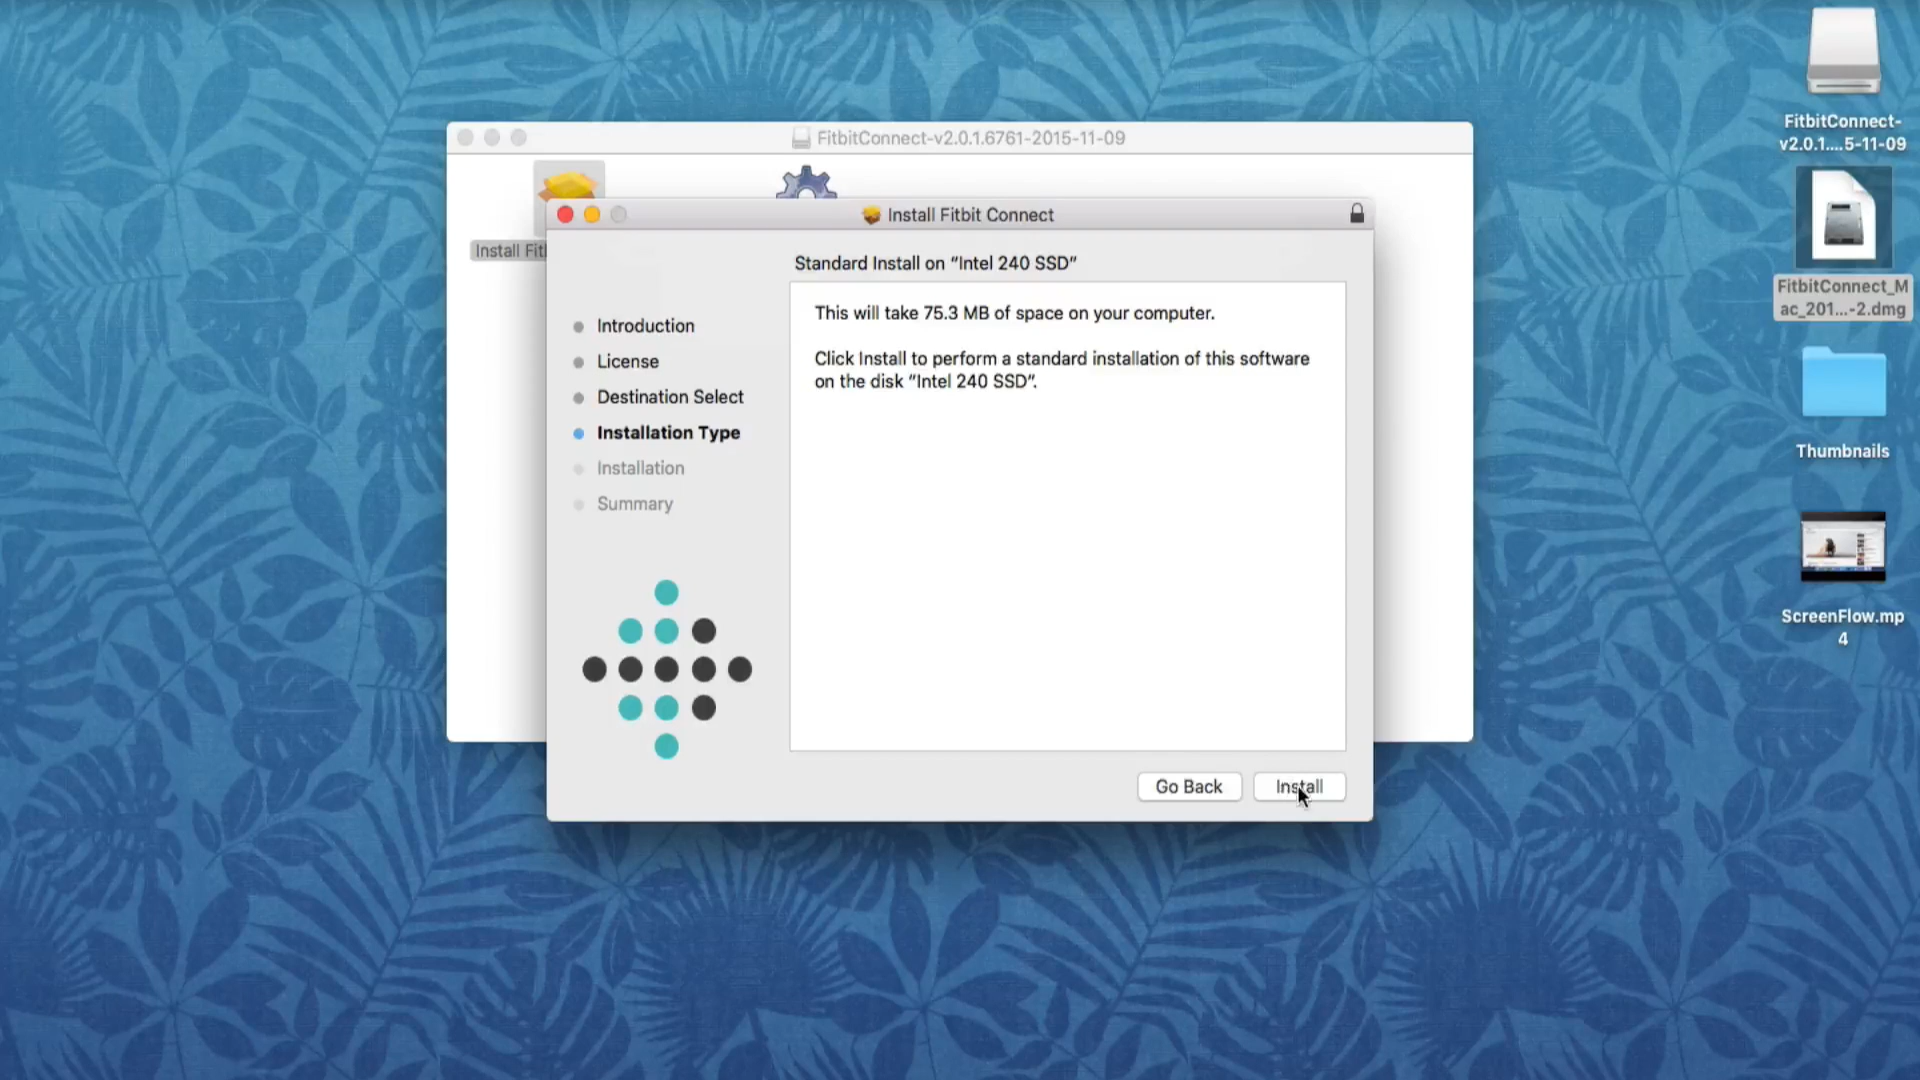 FitbitConnect-v2.0.1.6761-2015-11-09
Install Fit
Install Fitbit Connect
Standard Install on “Intel 240 SSD”
Introduction
License
Destination Select
Installation Type
Installation
Summary
This will take 75.3 MB of space on your computer.
Click Install to perform a standard installation of this software
on the disk “Intel 240 SSD”.
Go Back
Install
FitbitConnect-
v2.0.1....5-11-09
FitbitConnect_M
ac_201...-2.dmg
Thumbnails
ScreenFlow.mp
4